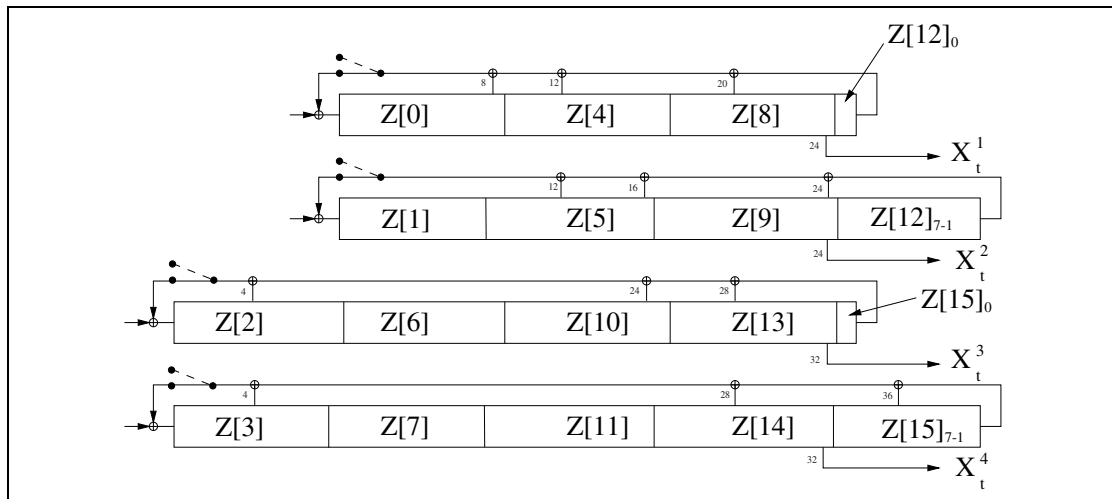 Z[12]₀
8 12 20
Z[0] Z[4] Z[8]
24 X¹ₜ
12 16 24
Z[1] Z[5] Z[9] Z[12]₇₋₁
24 X²ₜ
4 24 28
Z[15]₀
Z[2] Z[6] Z[10] Z[13]
32 X³ₜ
4 28 36
Z[3] Z[7] Z[11] Z[14] Z[15]₇₋₁
32 X⁴ₜ